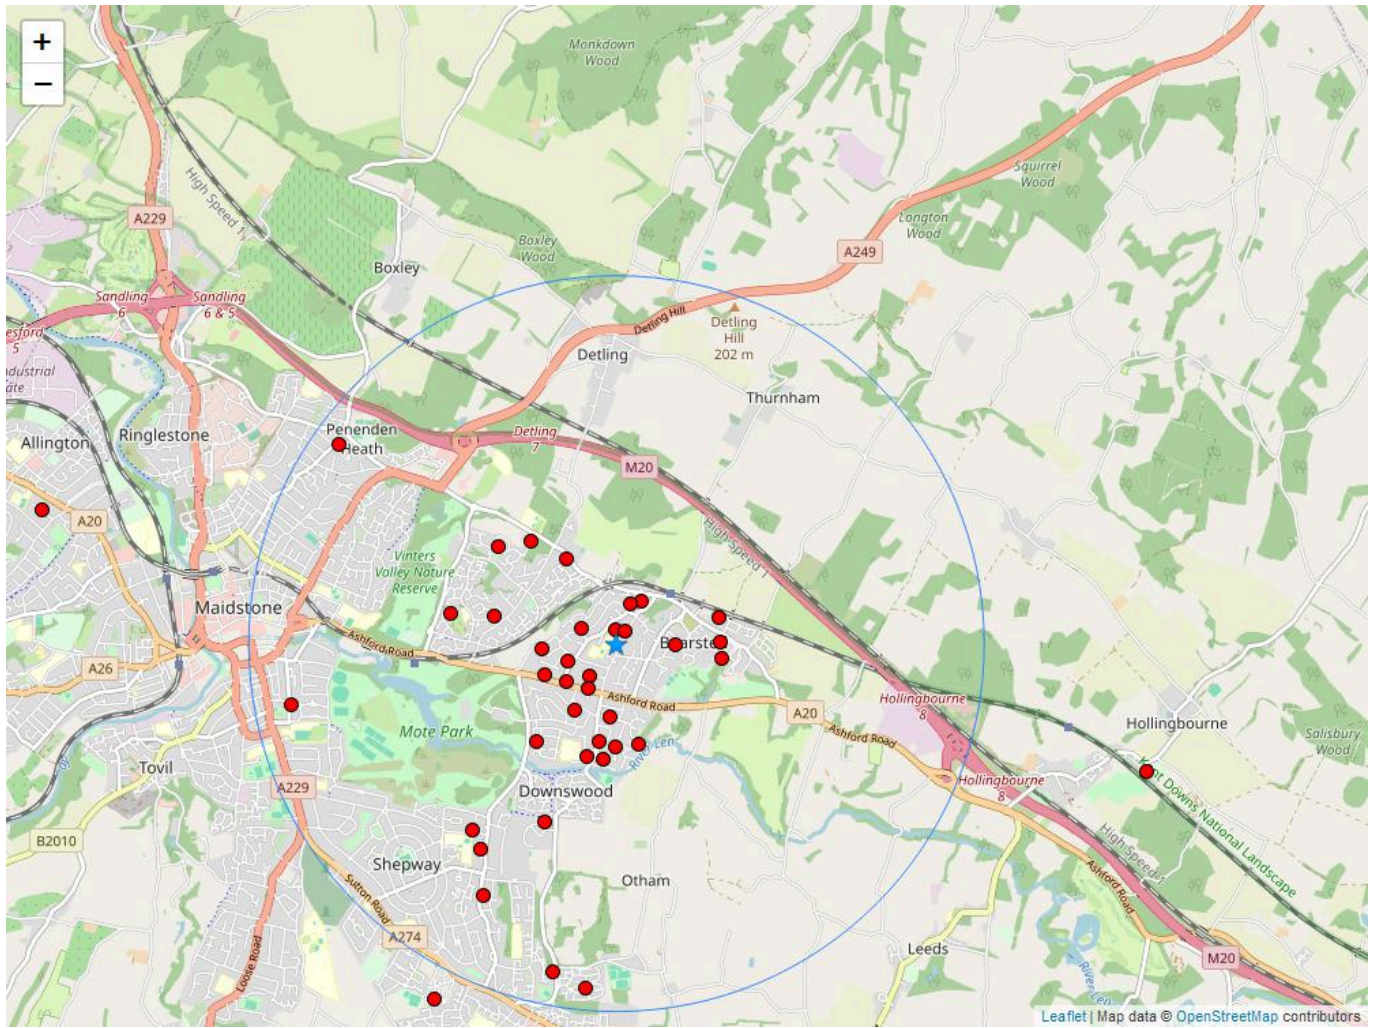 +
−
Monkdown
Wood
Squirrel
Wood
A229
High Speed 1
Longton
Wood
Boxley
Wood
A249
Boxley
Sandling
6
Sandling
6 & 5
Detling Hill
Detling
Hill
202 m
esford
5
Detling
ndustrial
ate
Thurnham
Penenden
Heath
Allington
Ringlestone
Detling
7
M20
A20
High Speed 1
Vinters
Valley Nature
Reserve
Maidstone
Ashford Road
A26
Ashford Road
Hollingbourne
8
A20
Hollingbourne
Mote Park
Ashford Road
Salisbury
Wood
River Len
Tovil
Kent Downs National Landscape
A229
Hollingbourne
8
Downswood
B2010
High Speed 1
Shepway
Otham
Sutton Road
Ashford Road
A274
Loose Road
Leeds
M20
River Len
Leaflet | Map data © OpenStreetMap contributors